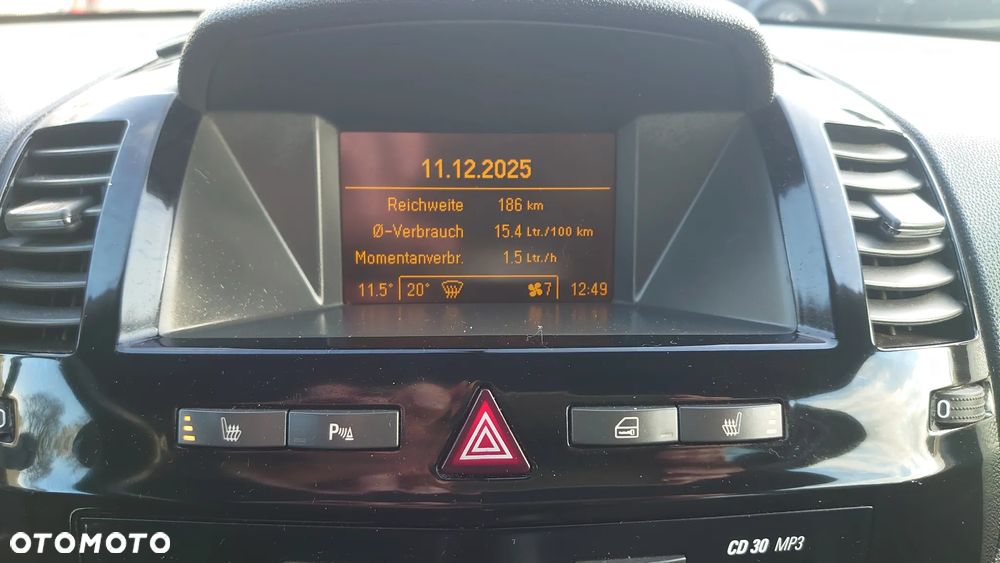 11.12.2025
Reichweite 186 km
Ø-Verbrauch 15.4 Ltr./100 km
Momentanverbr. 1.5 Ltr./h
11.5° 20° 7 12:49
P
0
CD 30 MP3
OTOMOTO